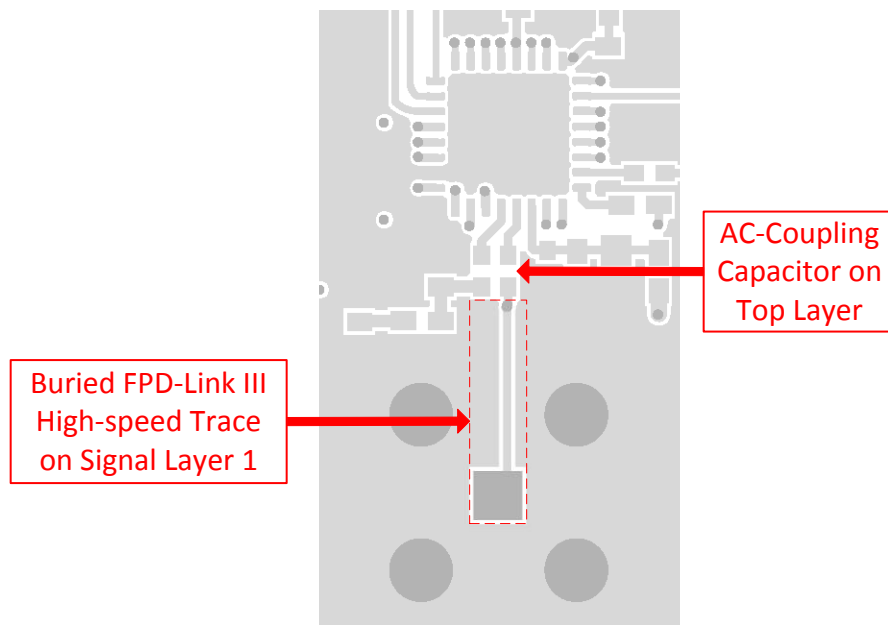 AC-Coupling
Capacitor on
Top Layer
Buried FPD-Link III
High-speed Trace
on Signal Layer 1